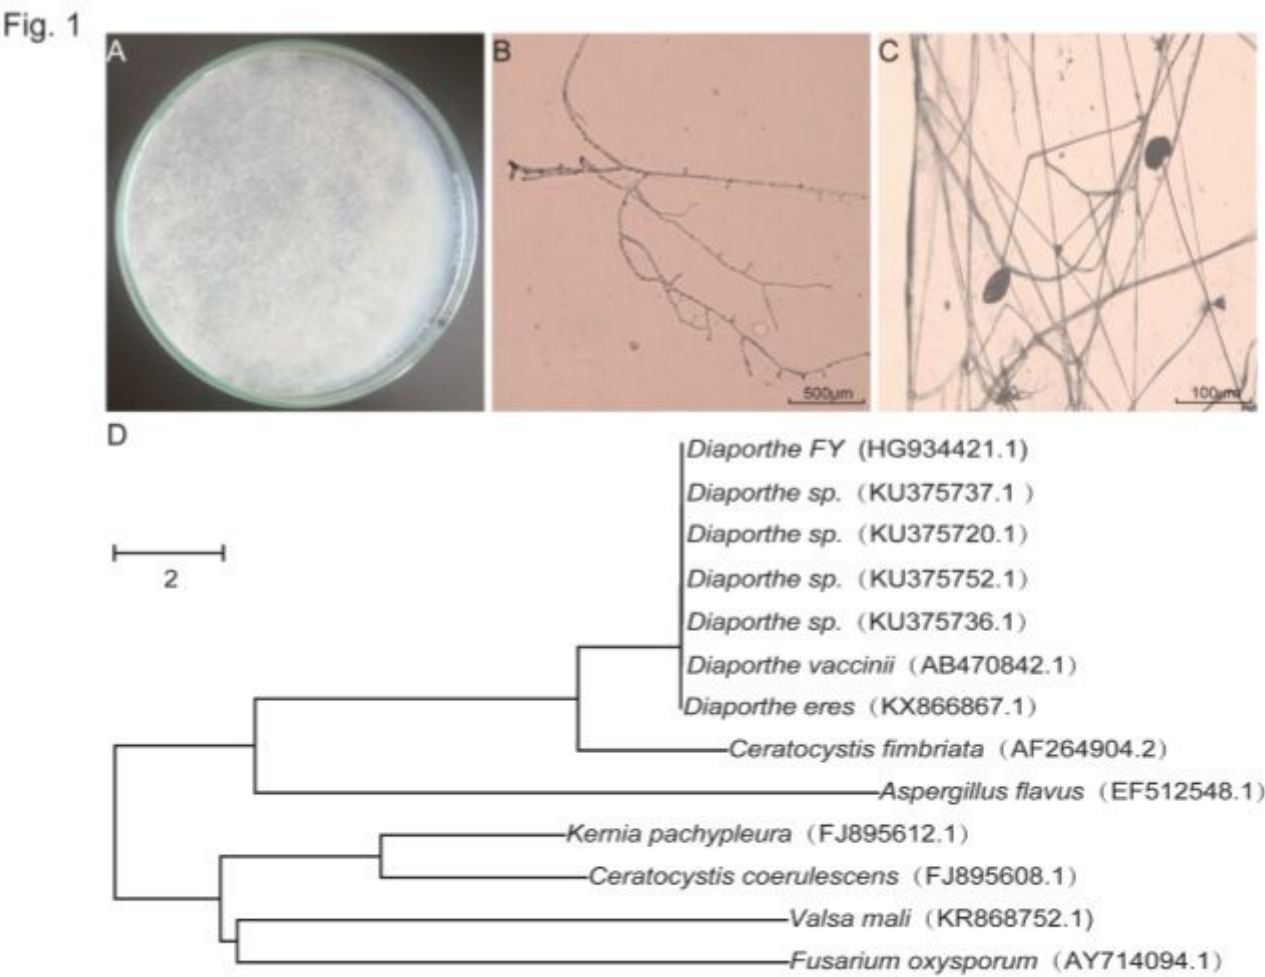 Fig. 1
A
B
C
500μm
100μm
D
Diaporthe FY (HG934421.1)
Diaporthe sp. (KU375737.1 )
Diaporthe sp. (KU375720.1)
2
Diaporthe sp. (KU375752.1)
Diaporthe sp. (KU375736.1)
Diaporthe vaccinii (AB470842.1)
Diaporthe eres (KX866867.1)
Ceratocystis fimbriata (AF264904.2)
Aspergillus flavus (EF512548.1)
Kernia pachypleura (FJ895612.1)
Ceratocystis coerulescens (FJ895608.1)
Valsa mali (KR868752.1)
Fusarium oxysporum (AY714094.1)